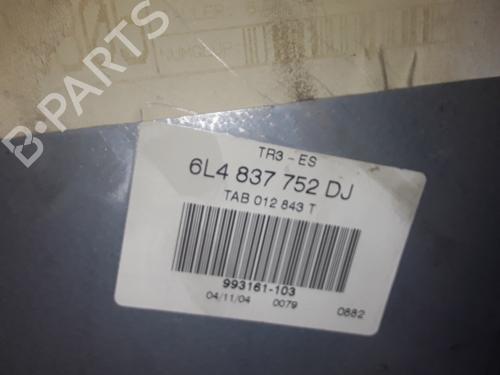 B-PARTS
TR3-ES
6L4 837 752 DJ
TAB 012 843 T
993161-103
04/11/04 0079 0882